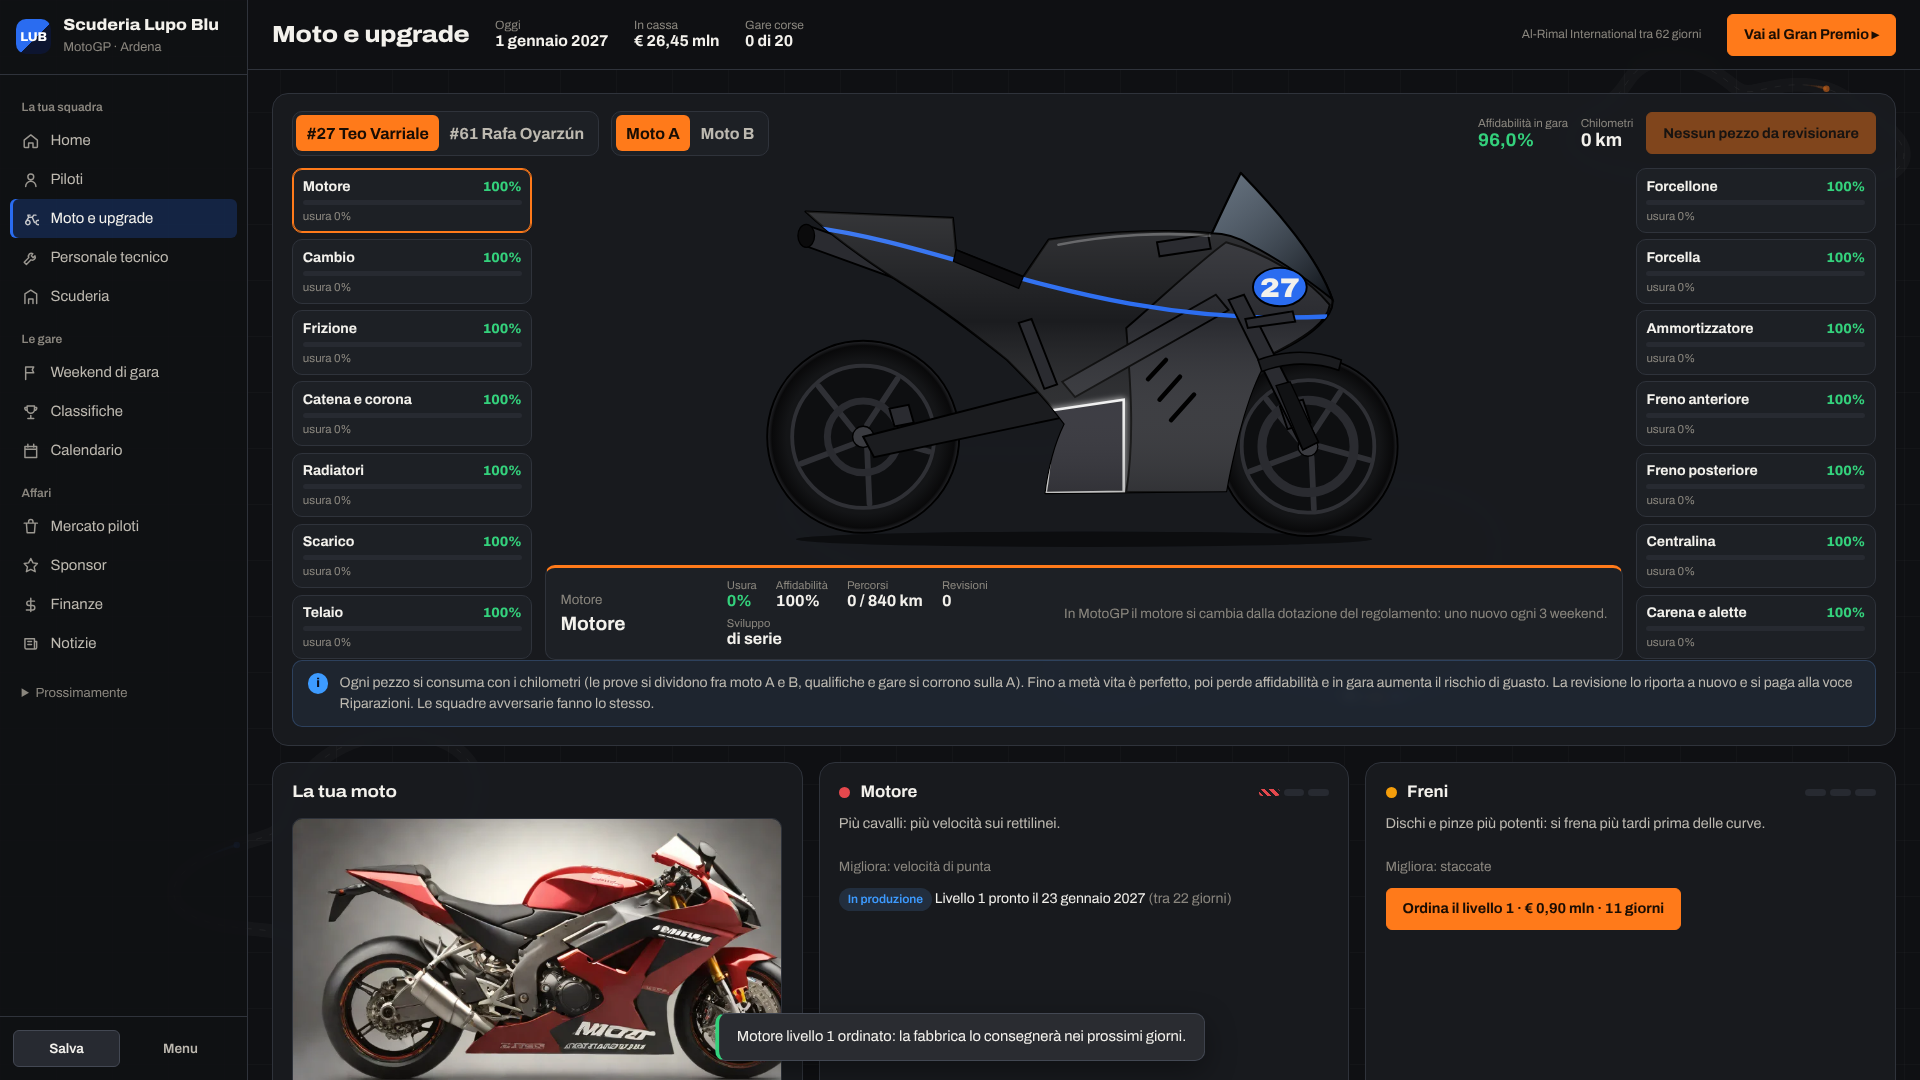 LUB
Scuderia Lupo Blu
MotoGP · Ardena
La tua squadra
Home
Piloti
Moto e upgrade
Personale tecnico
Scuderia
Le gare
Weekend di gara
Classifiche
Calendario
Affari
Mercato piloti
Sponsor
Finanze
Notizie
Prossimamente
Salva
Menu
Moto e upgrade
Oggi
1 gennaio 2027
In cassa
€ 26,45 mln
Gare corse
0 di 20
Al-Rimal International tra 62 giorni
Vai al Gran Premio ▸
#27 Teo Varriale
#61 Rafa Oyarzún
Moto A
Moto B
Affidabilità in gara
96,0%
Chilometri
0 km
Nessun pezzo da revisionare
Motore 100%
usura 0%
Cambio 100%
usura 0%
Frizione 100%
usura 0%
Catena e corona 100%
usura 0%
Radiatori 100%
usura 0%
Scarico 100%
usura 0%
Telaio 100%
usura 0%
27
Motore
Motore
Usura
0%
Affidabilità
100%
Percorsi
0 / 840 km
Revisioni
0
Sviluppo
di serie
In MotoGP il motore si cambia dalla dotazione del regolamento: uno nuovo ogni 3 weekend.
Forcellone 100%
usura 0%
Forcella 100%
usura 0%
Ammortizzatore 100%
usura 0%
Freno anteriore 100%
usura 0%
Freno posteriore 100%
usura 0%
Centralina 100%
usura 0%
Carena e alette 100%
usura 0%
i
Ogni pezzo si consuma con i chilometri (le prove si dividono fra moto A e B, qualifiche e gare si corrono sulla A). Fino a metà vita è perfetto, poi perde affidabilità e in gara aumenta il rischio di guasto. La revisione lo riporta a nuovo e si paga alla voce
Riparazioni. Le squadre avversarie fanno lo stesso.
La tua moto
Motore
Più cavalli: più velocità sui rettilinei.
Migliora: velocità di punta
In produzione Livello 1 pronto il 23 gennaio 2027 (tra 22 giorni)
Freni
Dischi e pinze più potenti: si frena più tardi prima delle curve.
Migliora: staccate
Ordina il livello 1 · € 0,90 mln · 11 giorni
Motore livello 1 ordinato: la fabbrica lo consegnerà nei prossimi giorni.